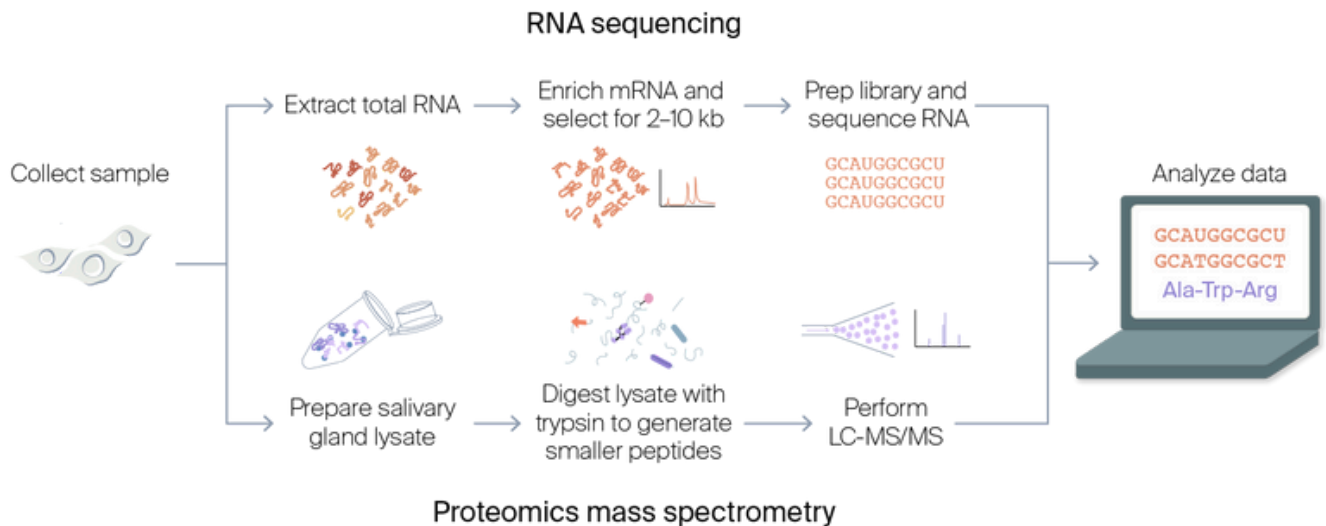 RNA sequencing
Extract total RNA
Enrich mRNA and
select for 2–10 kb
Prep library and
sequence RNA
GCAUGGCGCU
GCAUGGCGCU
GCAUGGCGCU
Collect sample
Analyze data
GCAUGGCGCU
GCATGGCGCT
Ala-Trp-Arg
Prepare salivary
gland lysate
Digest lysate with
trypsin to generate
smaller peptides
Perform
LC-MS/MS
Proteomics mass spectrometry